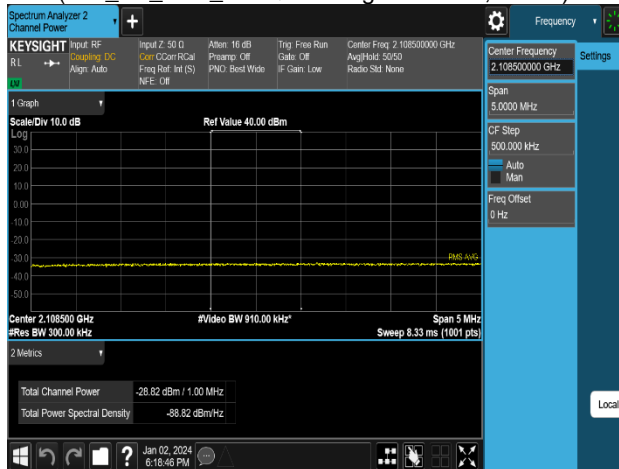 Spectrum Analyzer 2
Channel Power
+
Frequency
KEYSIGHT
RL
Input: RF
Coupling: DC
Align: Auto
Input Z: 50 Ω
Corr CCorr RCal
Freq Ref: Int (S)
NFE: Off
Atten: 16 dB
Preamp: Off
PNO: Best Wide
Trig: Free Run
Gate: Off
IF Gain: Low
Center Freq: 2.108500000 GHz
Avg|Hold: 50/50
Radio Std: None
Center Frequency
2.108500000 GHz
Settings
Span
5.0000 MHz
CF Step
500.000 kHz
Auto
Man
Freq Offset
0 Hz
1 Graph
Scale/Div 10.0 dB
Ref Value 40.00 dBm
Log
30.0
20.0
10.0
0.00
-10.0
-20.0
-30.0
-40.0
-50.0
RMS AVG
Center 2.108500 GHz
#Video BW 910.00 kHz*
Span 5 MHz
#Res BW 300.00 kHz
Sweep 8.33 ms (1001 pts)
2 Metrics
Total Channel Power
-28.82 dBm / 1.00 MHz
Total Power Spectral Density
-88.82 dBm/Hz
Local
?
Jan 02, 2024
6:18:46 PM